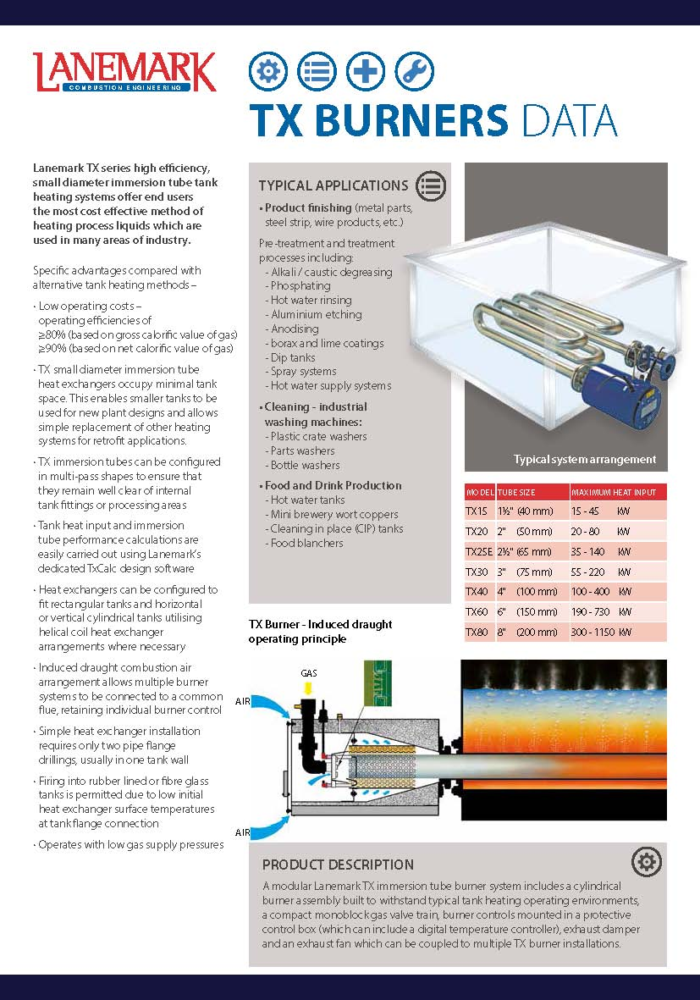 LANEMARK
COMBUSTION ENGINEERING
TX BURNERS DATA
Lanemark TX series high efficiency,
small diameter immersion tube tank
heating systems offer end users
the most cost effective method of
heating process liquids which are
used in many areas of industry.
Specific advantages compared with
alternative tank heating methods –
· Low operating costs –
operating efficiencies of
≥80% (based on gross calorific value of gas)
≥90% (based on net calorific value of gas)
· TX small diameter immersion tube
heat exchangers occupy minimal tank
space. This enables smaller tanks to be
used for new plant designs and allows
simple replacement of other heating
systems for retrofit applications.
· TX immersion tubes can be configured
in multi-pass shapes to ensure that
they remain well clear of internal
tank fittings or processing areas
· Tank heat input and immersion
tube performance calculations are
easily carried out using Lanemark's
dedicated TxCalc design software
· Heat exchangers can be configured to
fit rectangular tanks and horizontal
or vertical cylindrical tanks utilising
helical coil heat exchanger
arrangements where necessary
· Induced draught combustion air
arrangement allows multiple burner
systems to be connected to a common
flue, retaining individual burner control
· Simple heat exchanger installation
requires only two pipe flange
drillings, usually in one tank wall
· Firing into rubber lined or fibre glass
tanks is permitted due to low initial
heat exchanger surface temperatures
at tank flange connection
· Operates with low gas supply pressures
TYPICAL APPLICATIONS
• Product finishing (metal parts,
steel strip, wire products, etc.)
Pre-treatment and treatment
processes including:
- Alkali / caustic degreasing
- Phosphating
- Hot water rinsing
- Aluminium etching
- Anodising
- borax and lime coatings
- Dip tanks
- Spray systems
- Hot water supply systems
• Cleaning - industrial
washing machines:
- Plastic crate washers
- Parts washers
- Bottle washers
• Food and Drink Production
- Hot water tanks
- Mini brewery wort coppers
- Cleaning in place (CIP) tanks
- Food blanchers
Typical system arrangement
MODEL TUBE SIZE MAXIMUM HEAT INPUT
TX15 1½" (40 mm) 15 - 45 kW
TX20 2" (50 mm) 20 - 80 kW
TX25E 2½" (65 mm) 35 - 140 kW
TX30 3" (75 mm) 55 - 220 kW
TX40 4" (100 mm) 100 - 400 kW
TX60 6" (150 mm) 190 - 730 kW
TX80 8" (200 mm) 300 - 1150 kW
TX Burner - Induced draught
operating principle
GAS
AIR
AIR
PRODUCT DESCRIPTION
A modular Lanemark TX immersion tube burner system includes a cylindrical
burner assembly built to withstand typical tank heating operating environments,
a compact monoblock gas valve train, burner controls mounted in a protective
control box (which can include a digital temperature controller), exhaust damper
and an exhaust fan which can be coupled to multiple TX burner installations.